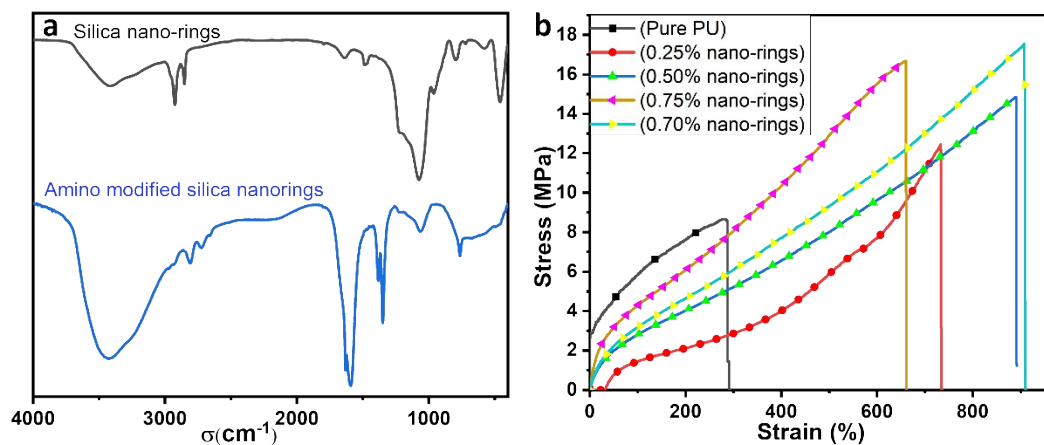 a
Silica nano-rings
Amino modified silica nanorings
4000 3000 2000 1000
σ(cm⁻¹)
b
(Pure PU)
(0.25% nano-rings)
(0.50% nano-rings)
(0.75% nano-rings)
(0.70% nano-rings)
18
16
14
12
10
8
6
4
2
0
Stress (MPa)
0 200 400 600 800
Strain (%)